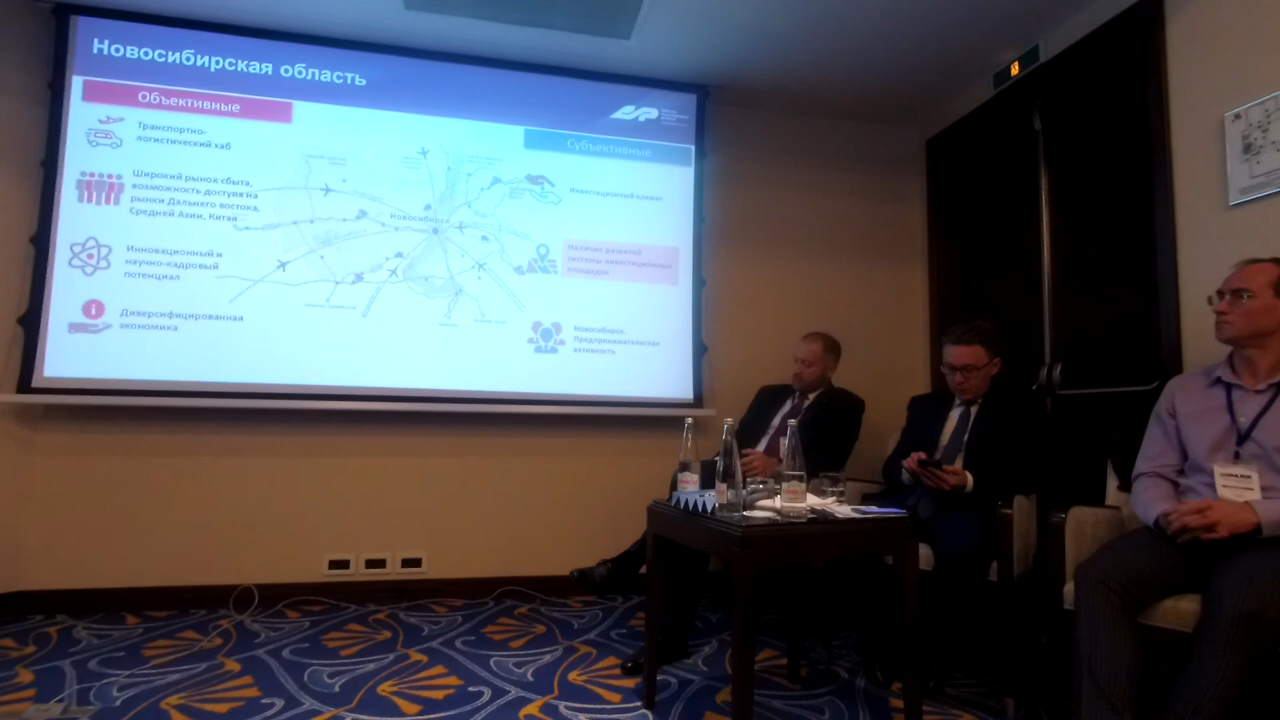 Новосибирская область
Объективные
Транспортно-
логистический хаб
Широкий рынок сбыта,
возможность доступа на
рынки Дальнего востока,
Средней Азии, Китая
Инновационный и
научно-кадровый
потенциал
Диверсифицированная
экономика
Новосибирск
Субъективные
Инвестиционный климат
Наличие развитой
системы инвестиционных
площадок
Новосибирск.
Предпринимательская
активность